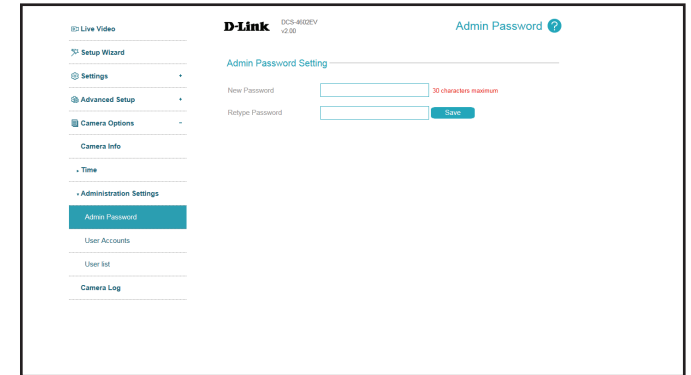 Live Video
Setup Wizard
Settings +
Advanced Setup +
Camera Options -
Camera Info
Time
Administration Settings
Admin Password
User Accounts
User list
Camera Log
D-Link DCS-4602EV
v2.00
Admin Password ?
Admin Password Setting
New Password 30 characters maximum
Retype Password Save